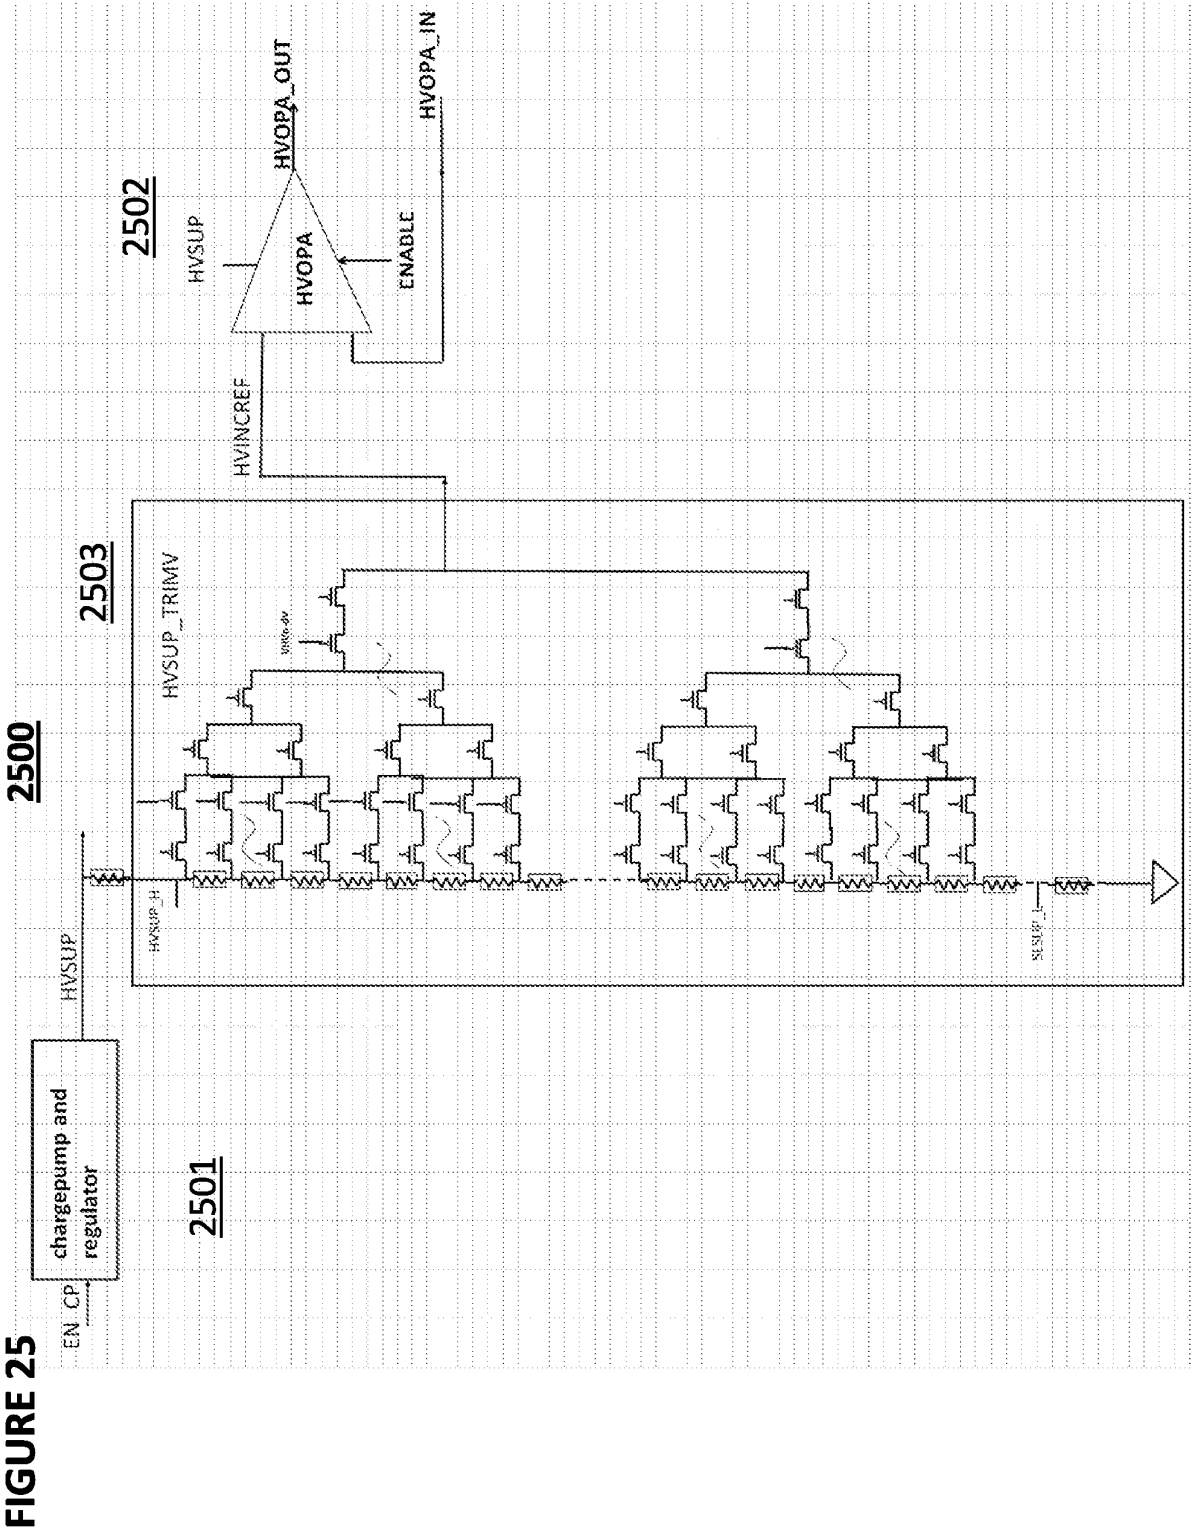 FIGURE 25
2500
EN_CP
chargepump and
regulator
2501
HVSUP
2503
HVSUP_TRIMV
HVSUP_H
HVINCREF
2502
HVSUP
HVOPA
ENABLE
HVOPA_OUT
HVOPA_IN